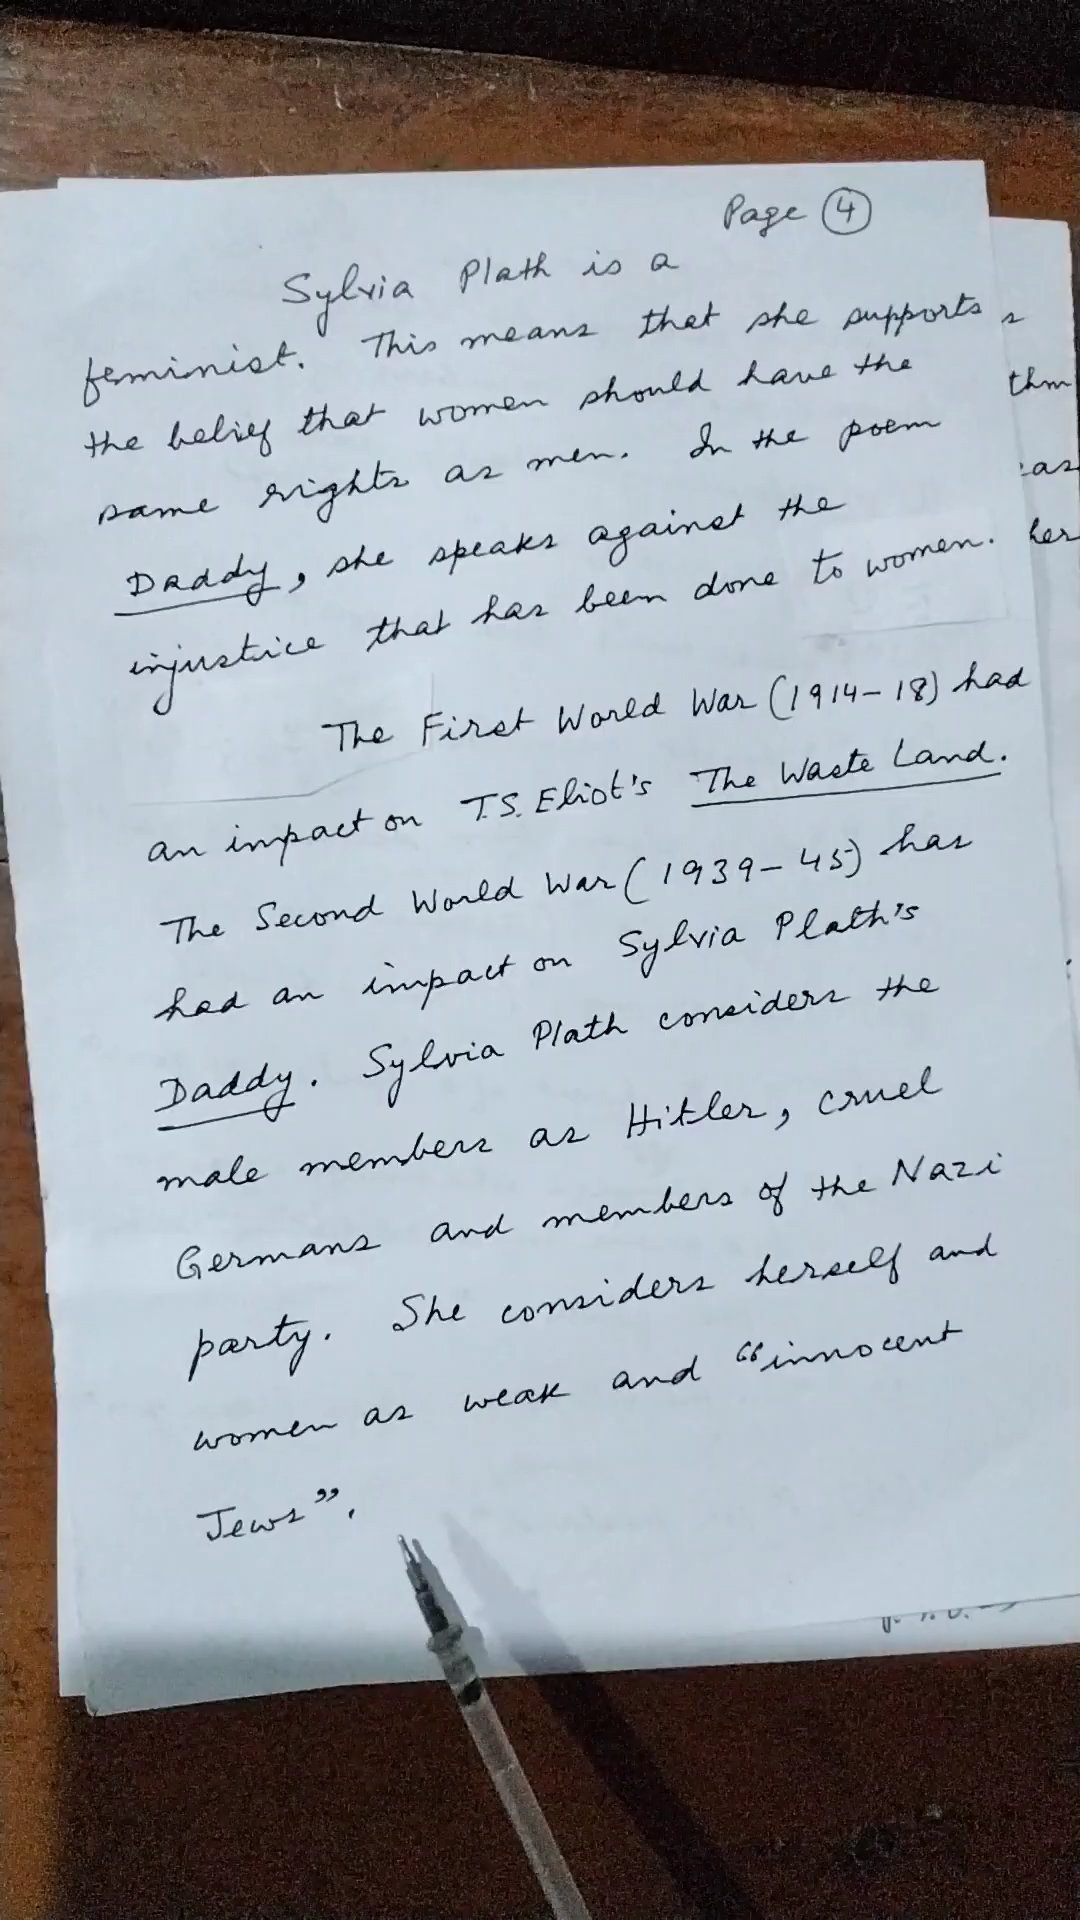 Page 4
Sylvia Plath is a
feminist. This means that she supports
the belief that women should have the
same rights as men. In the poem
Daddy, she speaks against the
injustice that has been done to women.
The First World War (1914-18) had
an impact on T.S. Eliot's The Waste Land.
The Second World War (1939-45) has
had an impact on Sylvia Plath's
Daddy. Sylvia Plath considers the
male members as Hitler, cruel
Germans and members of the Nazi
party. She considers herself and
women as weak and "innocent
Jews".
her